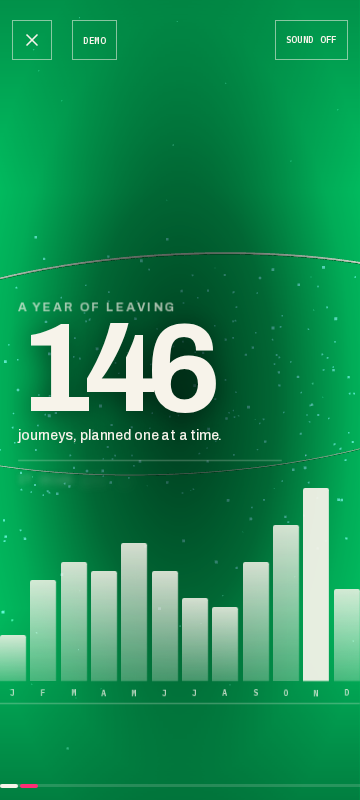 DEMO
SOUND OFF
A YEAR OF LEAVING
146
journeys, planned one at a time.
J F M A M J J A S O N D